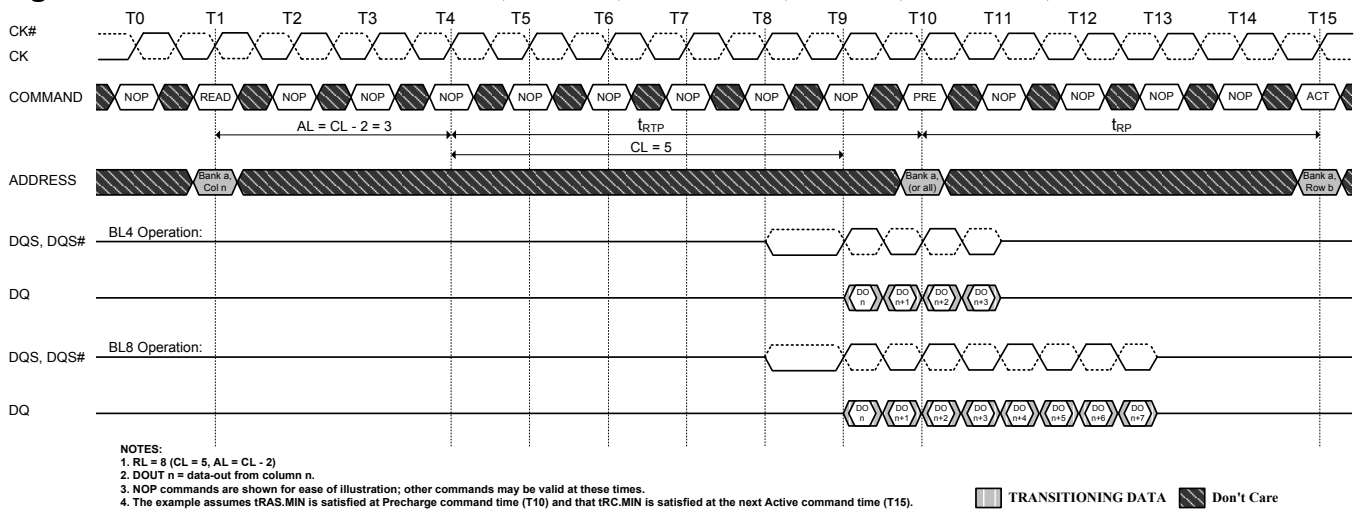 T0 T1 T2 T3 T4 T5 T6 T7 T8 T9 T10 T11 T12 T13 T14 T15
CK#
CK
COMMAND NOP READ NOP NOP NOP NOP NOP NOP NOP NOP PRE NOP NOP NOP NOP ACT
AL = CL - 2 = 3 tRTP tRP
CL = 5
ADDRESS Bank a, Col n Bank a, (or all) Bank a, Row b
DQS, DQS# BL4 Operation:
DQ DO n DO n+1 DO n+2 DO n+3
DQS, DQS# BL8 Operation:
DQ DO n DO n+1 DO n+2 DO n+3 DO n+4 DO n+5 DO n+6 DO n+7
NOTES:
1. RL = 8 (CL = 5, AL = CL - 2)
2. DOUT n = data-out from column n.
3. NOP commands are shown for ease of illustration; other commands may be valid at these times.
4. The example assumes tRAS.MIN is satisfied at Precharge command time (T10) and that tRC.MIN is satisfied at the next Active command time (T15).
TRANSITIONING DATA Don't Care